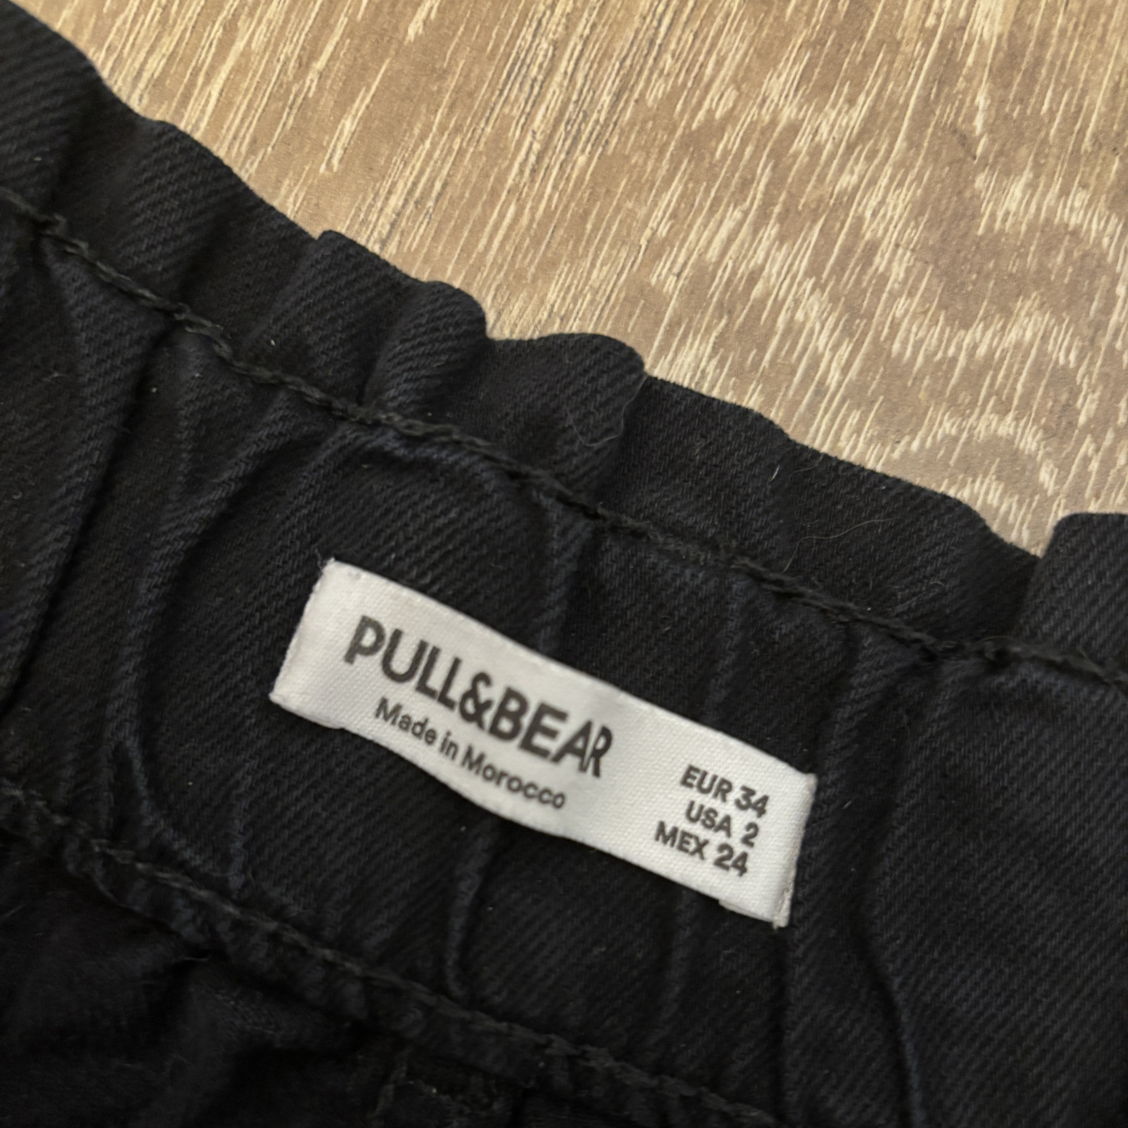 PULL&BEAR
Made in Morocco
EUR 34
USA 2
MEX 24